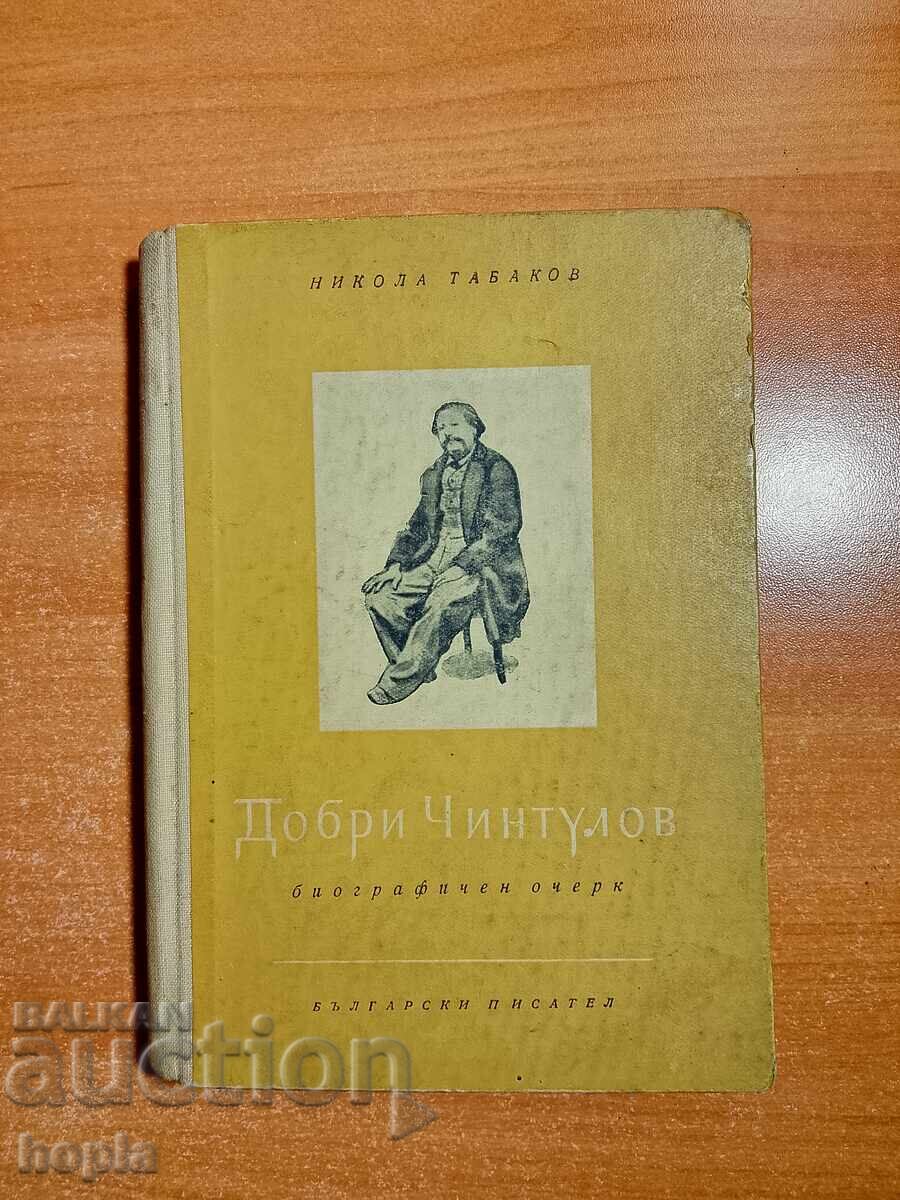 НИКОЛА ТАБАКОВ
Добри Чинтулов
биографичен очерк
БЪЛГАРСКИ ПИСАТЕЛ
BALKAN
auction
hopla